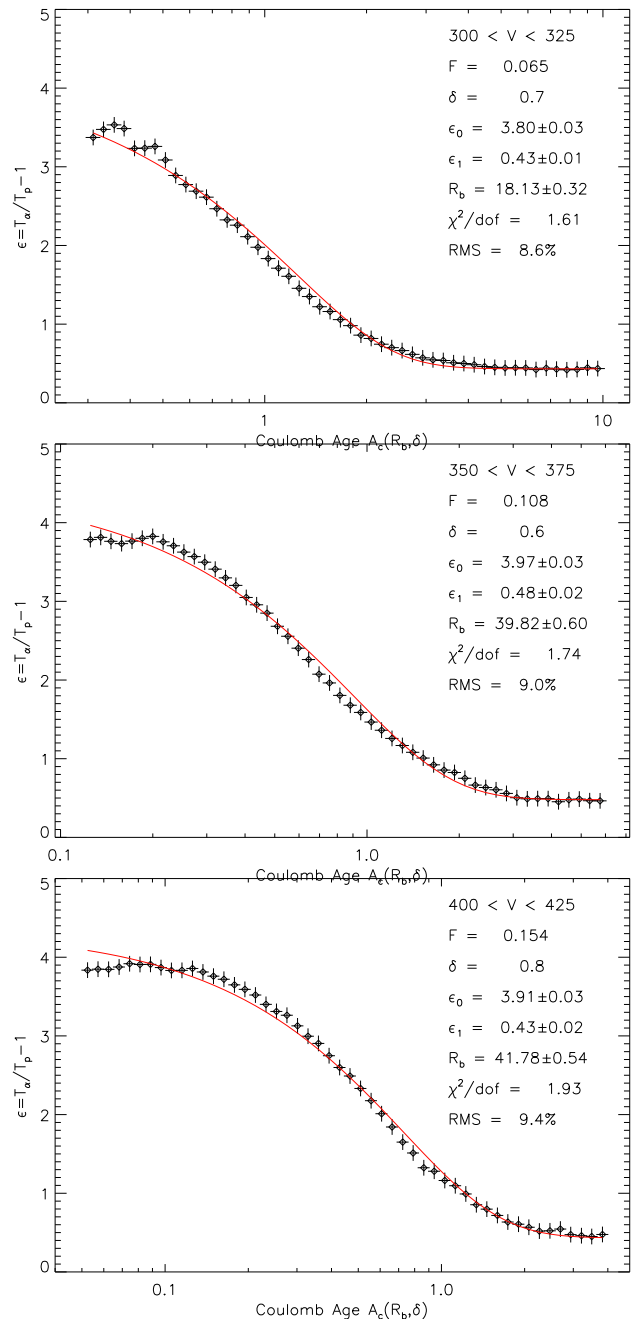 5
4
3
2
1
0
ϵ=Tα/Tp−1
300 < V < 325
F = 0.065
δ = 0.7
ϵ0 = 3.80±0.03
ϵ1 = 0.43±0.01
Rb = 18.13±0.32
χ²/dof = 1.61
RMS = 8.6%
1 10
Coulomb Age Ac(Rb,δ)
5
4
3
2
1
0
ϵ=Tα/Tp−1
350 < V < 375
F = 0.108
δ = 0.6
ϵ0 = 3.97±0.03
ϵ1 = 0.48±0.02
Rb = 39.82±0.60
χ²/dof = 1.74
RMS = 9.0%
0.1 1.0
Coulomb Age Ac(Rb,δ)
5
4
3
2
1
0
ϵ=Tα/Tp−1
400 < V < 425
F = 0.154
δ = 0.8
ϵ0 = 3.91±0.03
ϵ1 = 0.43±0.02
Rb = 41.78±0.54
χ²/dof = 1.93
RMS = 9.4%
0.1 1.0
Coulomb Age Ac(Rb,δ)